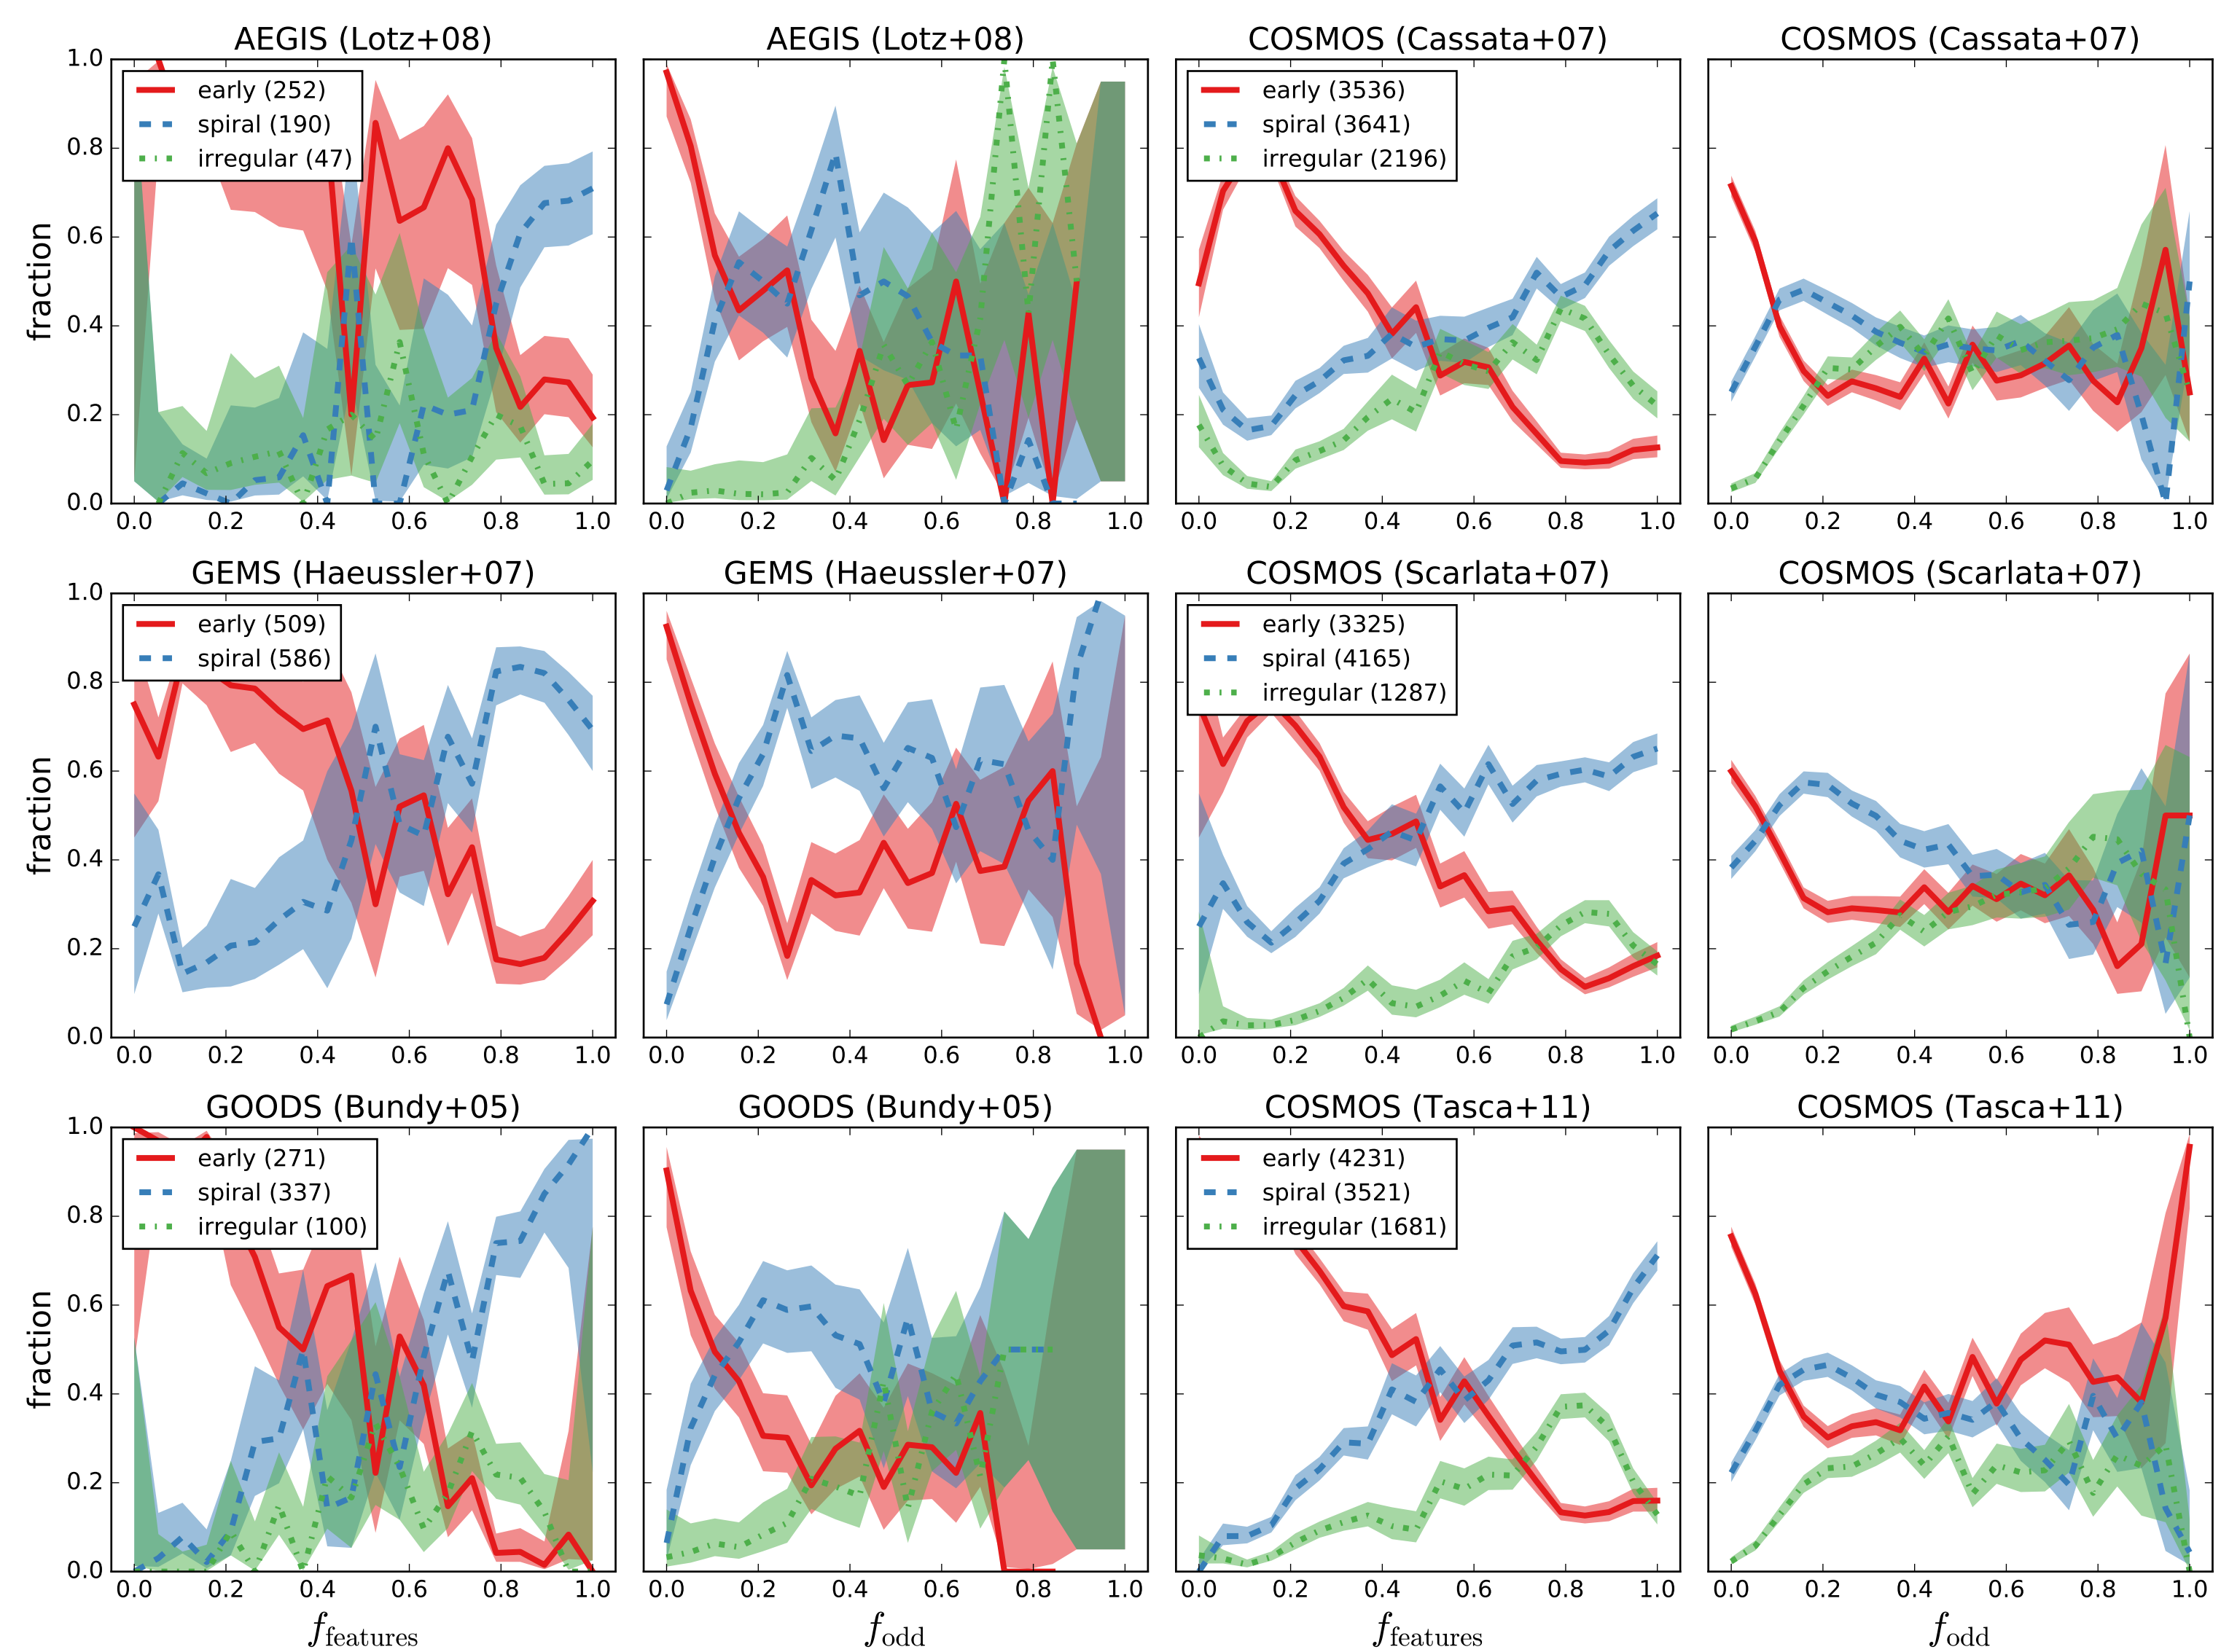 AEGIS (Lotz+08)
AEGIS (Lotz+08)
COSMOS (Cassata+07)
COSMOS (Cassata+07)
fraction
1.0
0.8
0.6
0.4
0.2
0.0
early (252)
spiral (190)
irregular (47)
early (3536)
spiral (3641)
irregular (2196)
0.0 0.2 0.4 0.6 0.8 1.0
0.0 0.2 0.4 0.6 0.8 1.0
0.0 0.2 0.4 0.6 0.8 1.0
0.0 0.2 0.4 0.6 0.8 1.0
GEMS (Haeussler+07)
GEMS (Haeussler+07)
COSMOS (Scarlata+07)
COSMOS (Scarlata+07)
fraction
1.0
0.8
0.6
0.4
0.2
0.0
early (509)
spiral (586)
early (3325)
spiral (4165)
irregular (1287)
0.0 0.2 0.4 0.6 0.8 1.0
0.0 0.2 0.4 0.6 0.8 1.0
0.0 0.2 0.4 0.6 0.8 1.0
0.0 0.2 0.4 0.6 0.8 1.0
GOODS (Bundy+05)
GOODS (Bundy+05)
COSMOS (Tasca+11)
COSMOS (Tasca+11)
fraction
1.0
0.8
0.6
0.4
0.2
0.0
early (271)
spiral (337)
irregular (100)
early (4231)
spiral (3521)
irregular (1681)
0.0 0.2 0.4 0.6 0.8 1.0
0.0 0.2 0.4 0.6 0.8 1.0
0.0 0.2 0.4 0.6 0.8 1.0
0.0 0.2 0.4 0.6 0.8 1.0
f features
f odd
f features
f odd